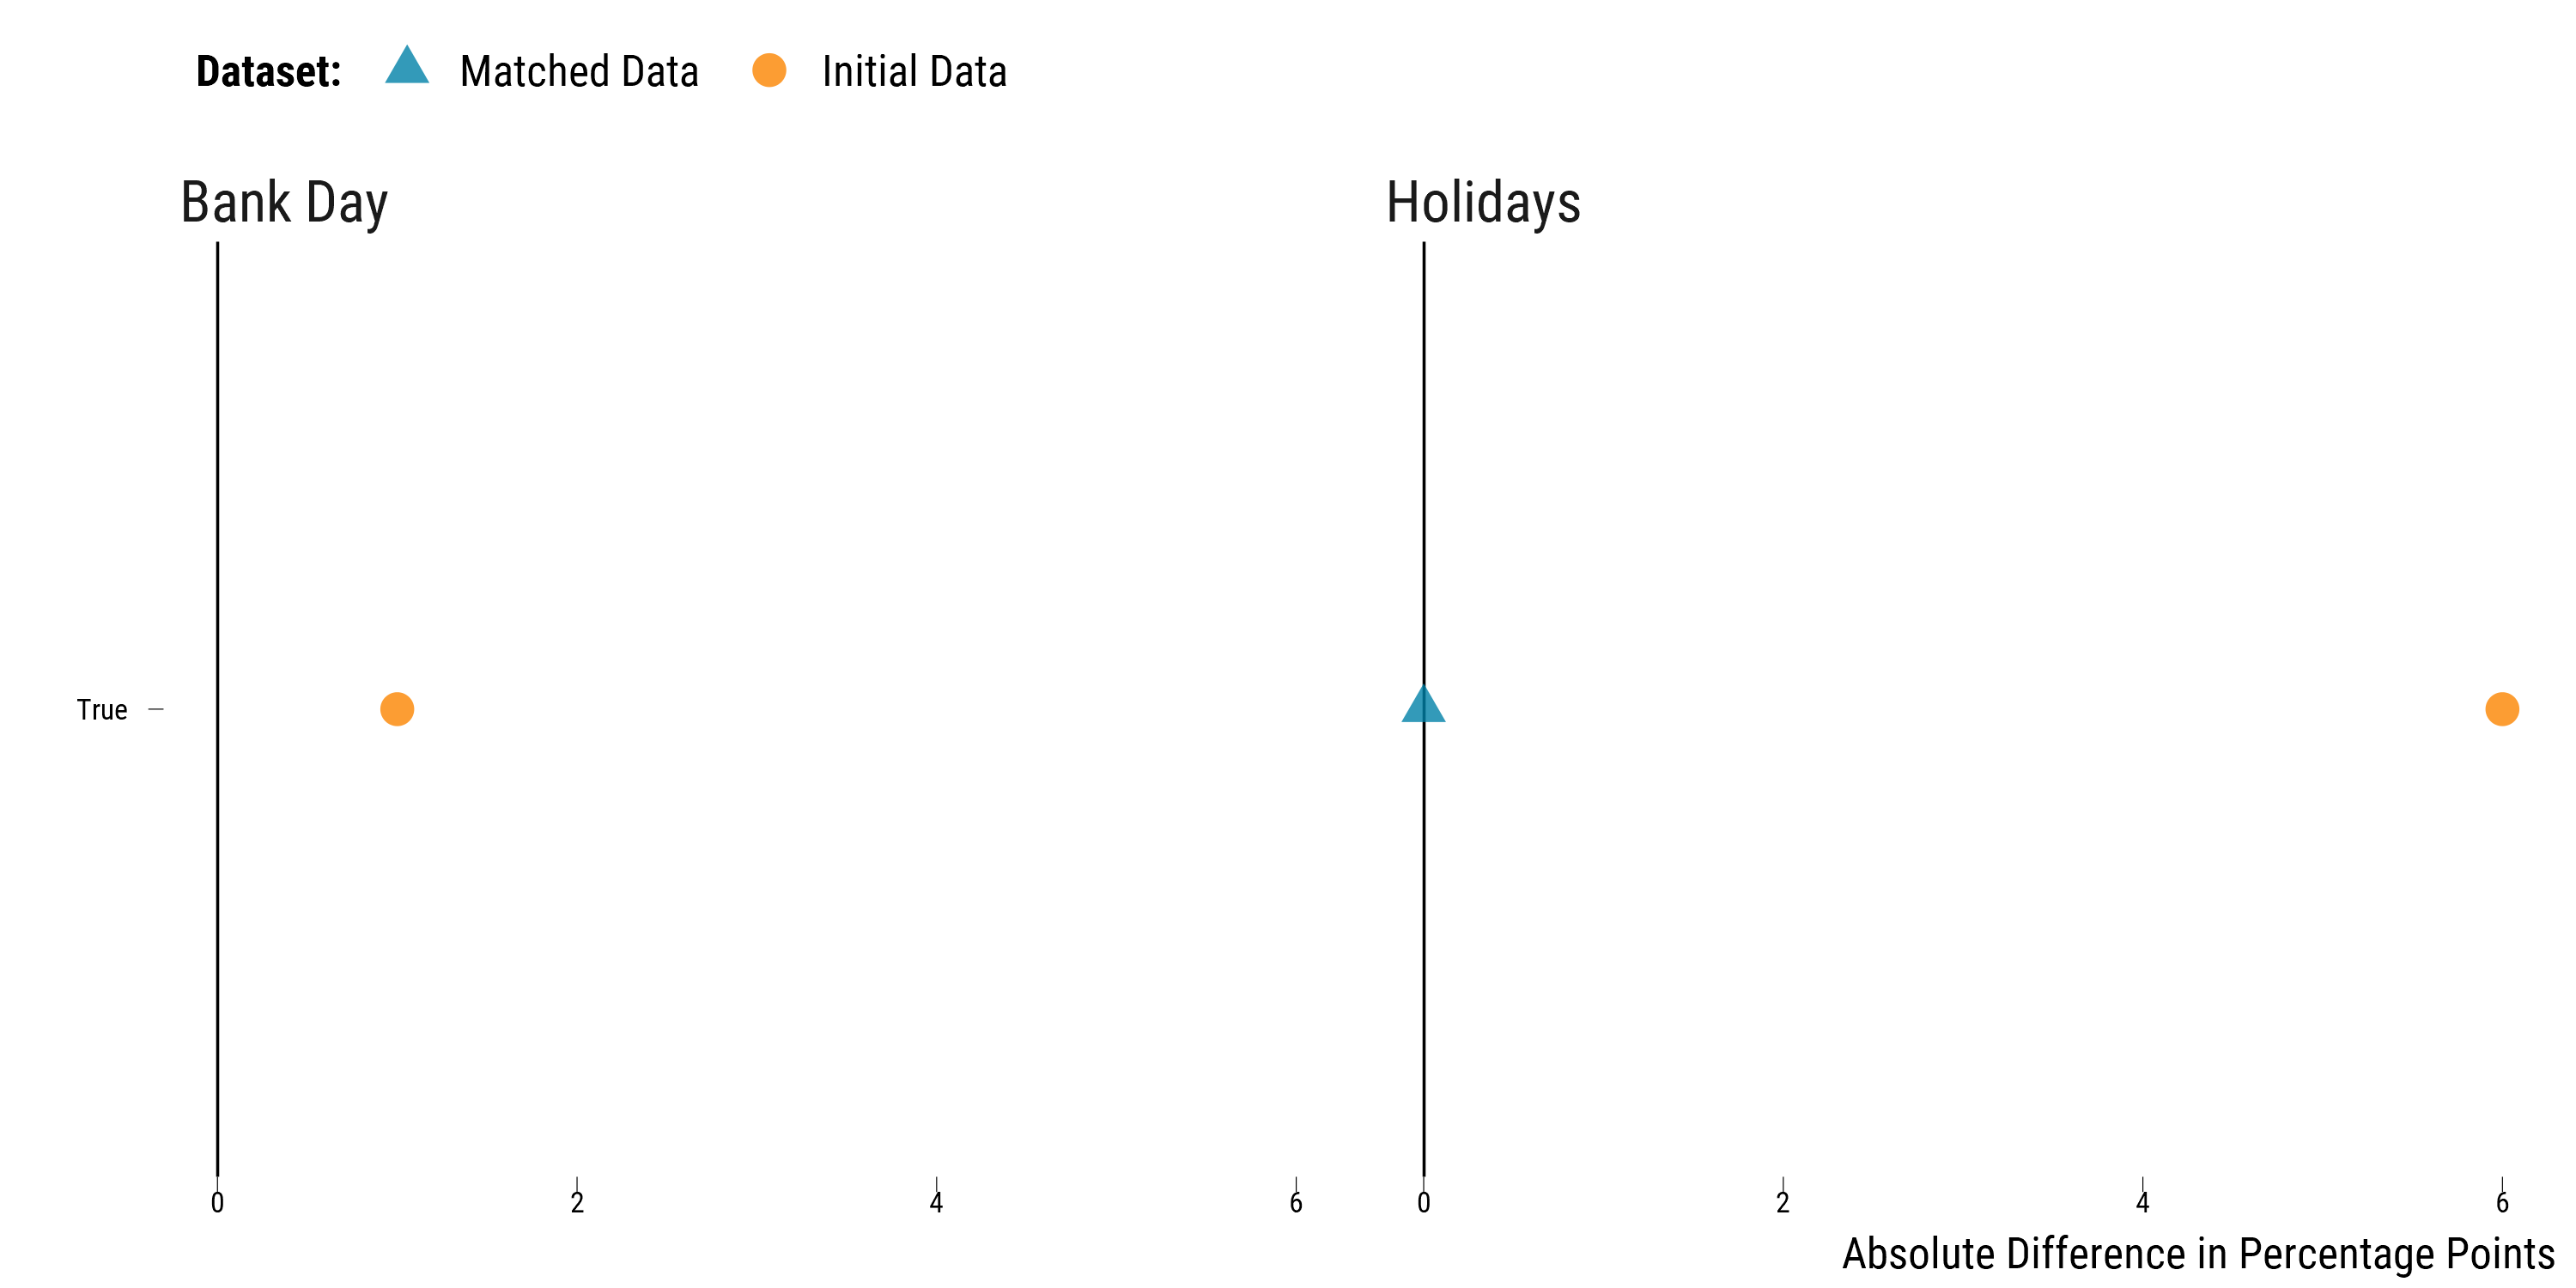 Dataset: Matched Data Initial Data
Bank Day Holidays
True
0 2 4 6 0 2 4 6
Absolute Difference in Percentage Points